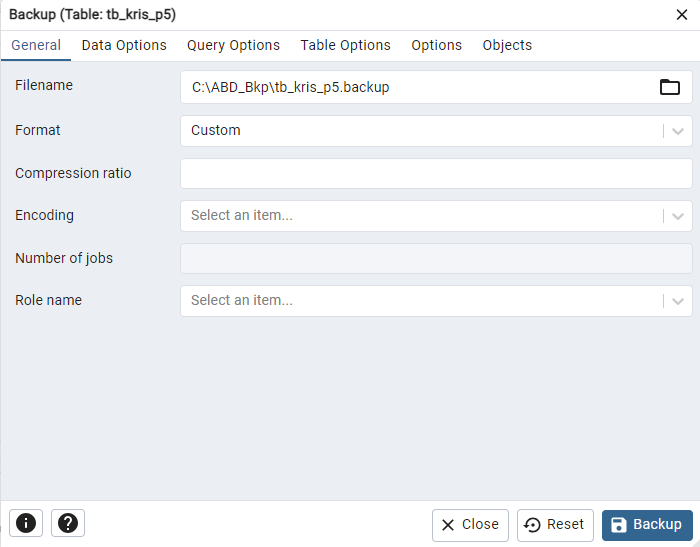 Backup (Table: tb_kris_p5)
General Data Options Query Options Table Options Options Objects
Filename C:\ABD_Bkp\tb_kris_p5.backup
Format Custom
Compression ratio
Encoding Select an item...
Number of jobs
Role name Select an item...
Close Reset Backup